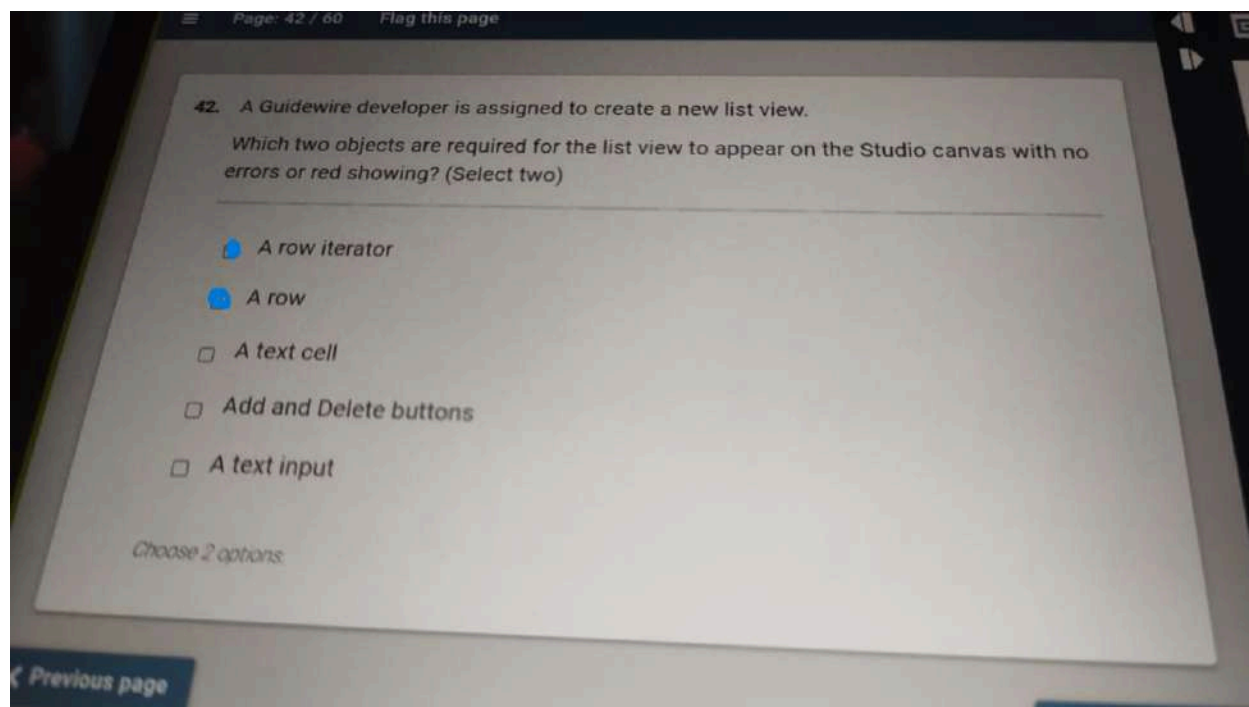 Page: 42 / 60 Flag this page
42. A Guidewire developer is assigned to create a new list view.
Which two objects are required for the list view to appear on the Studio canvas with no
errors or red showing? (Select two)
A row iterator
A row
A text cell
Add and Delete buttons
A text input
Choose 2 options.
Previous page